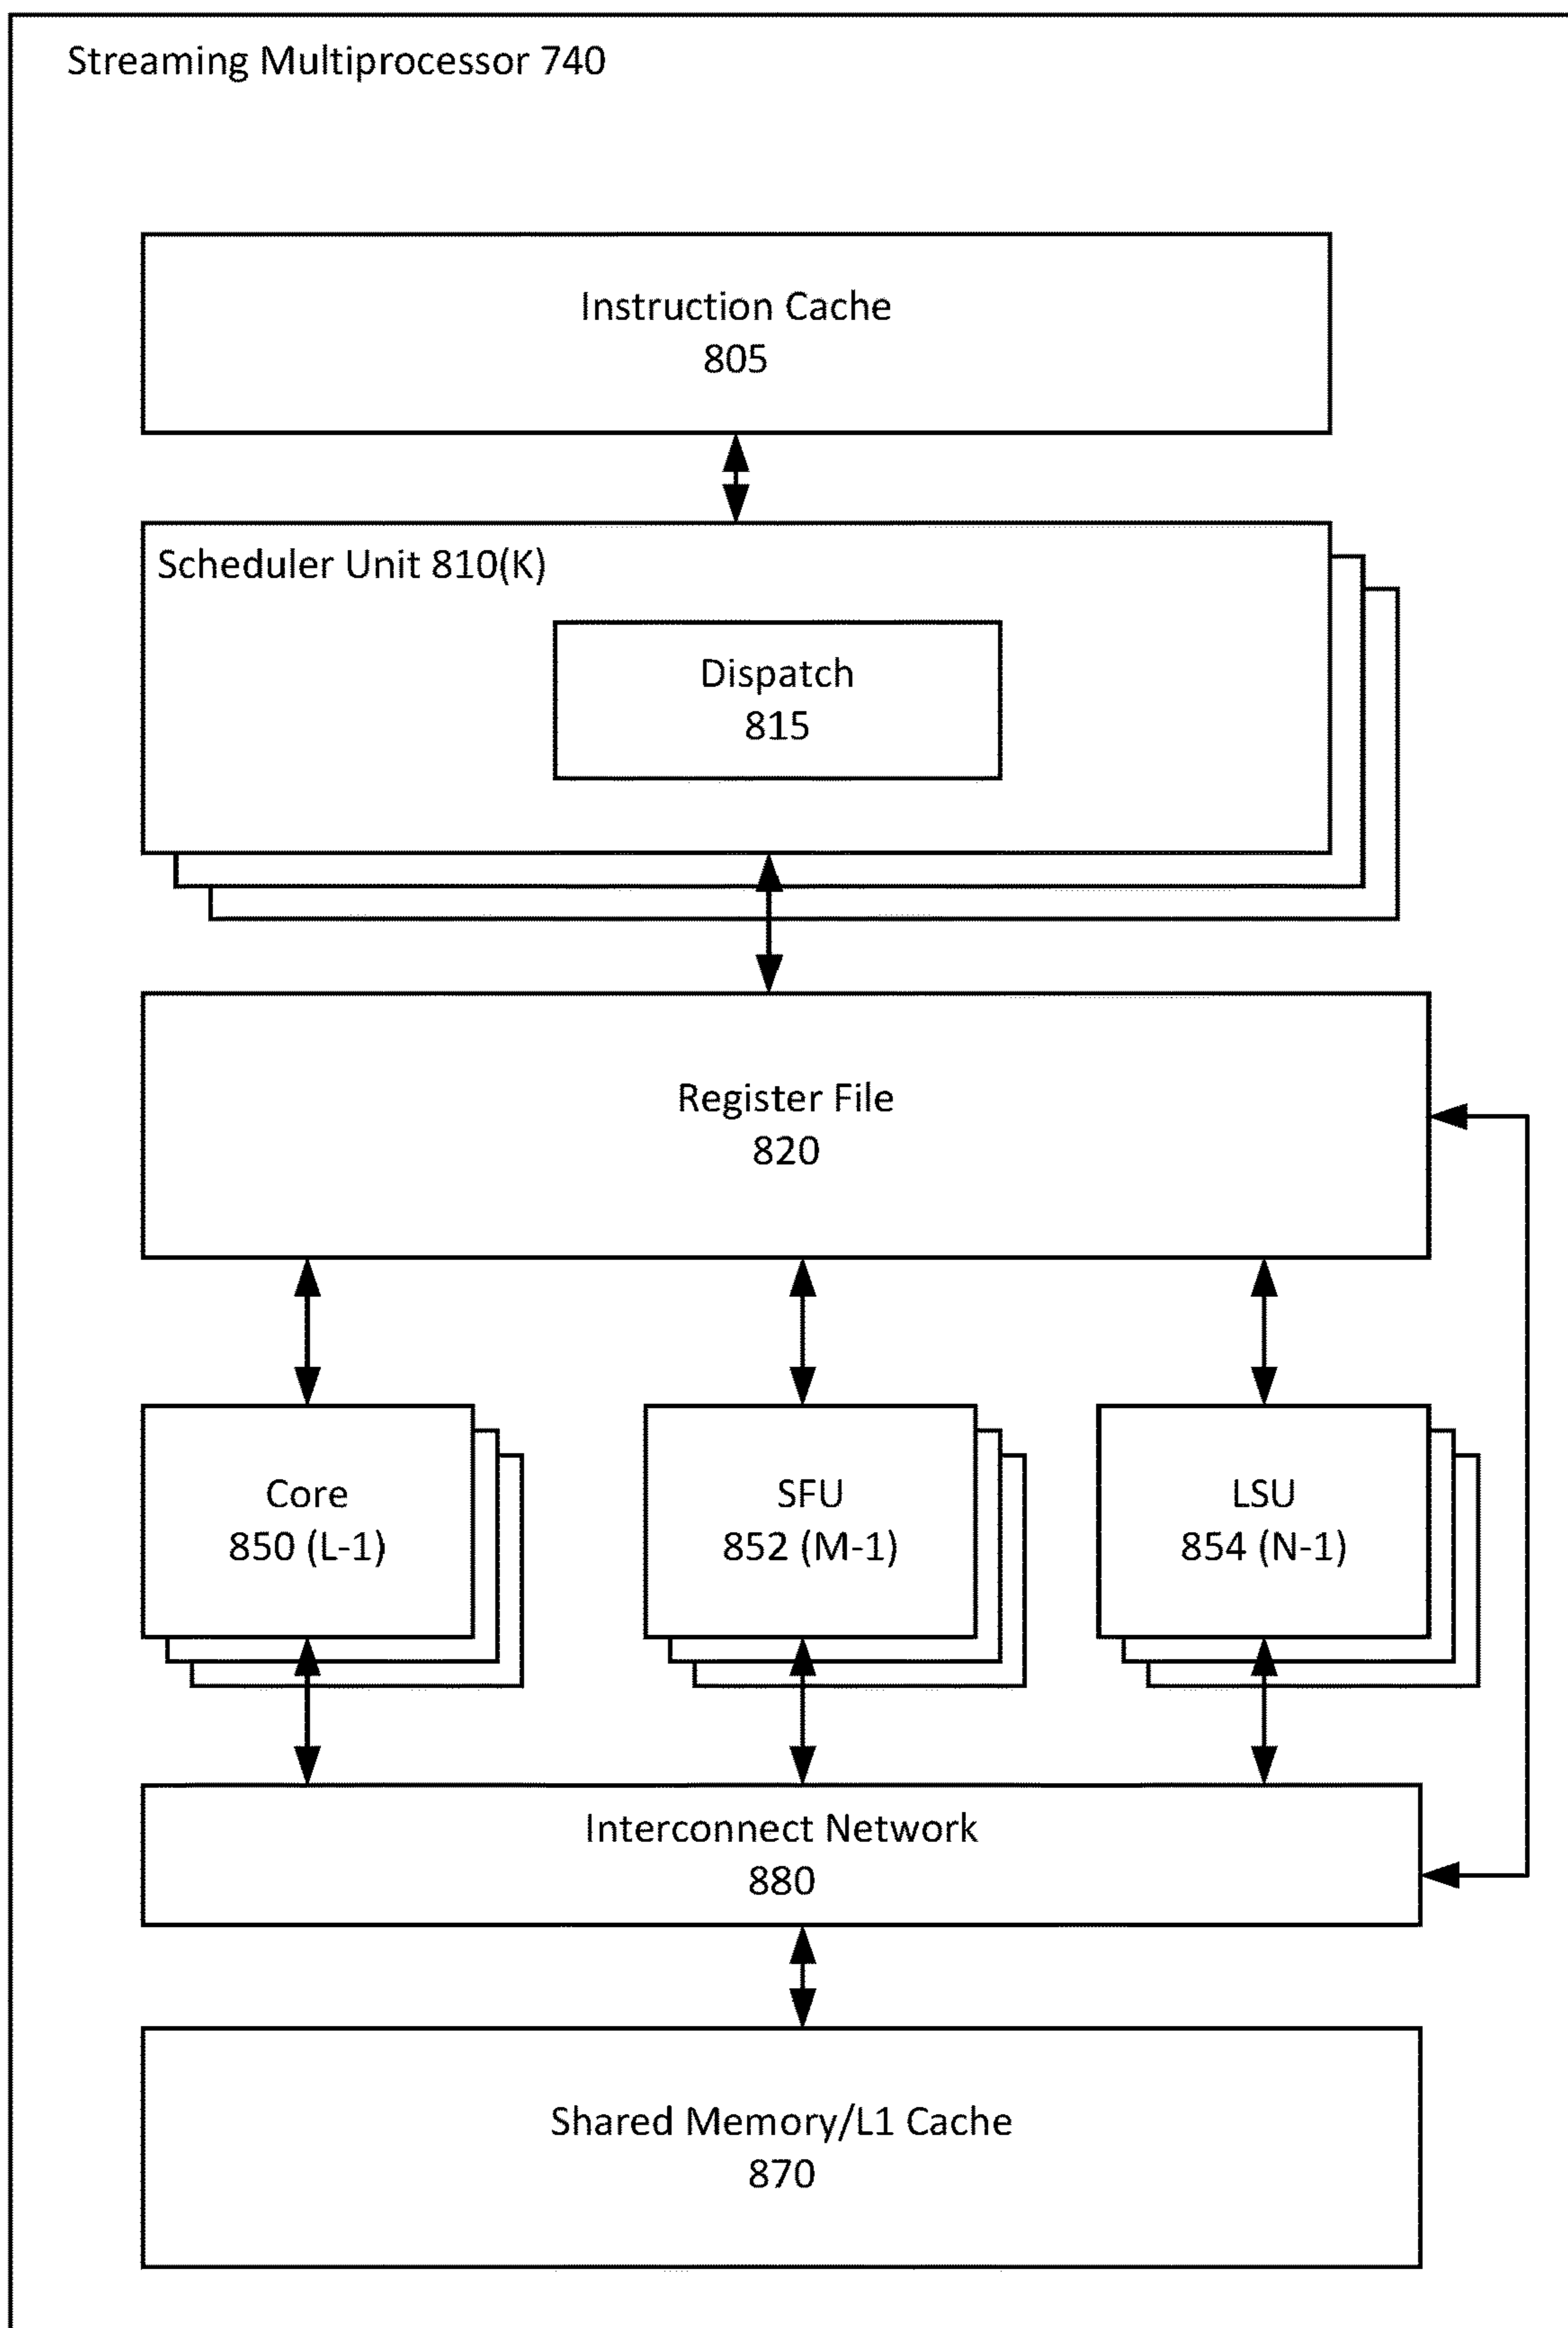 Streaming Multiprocessor 740
Instruction Cache
805
Scheduler Unit 810(K)
Dispatch
815
Register File
820
Core
850 (L-1)
SFU
852 (M-1)
LSU
854 (N-1)
Interconnect Network
880
Shared Memory/L1 Cache
870